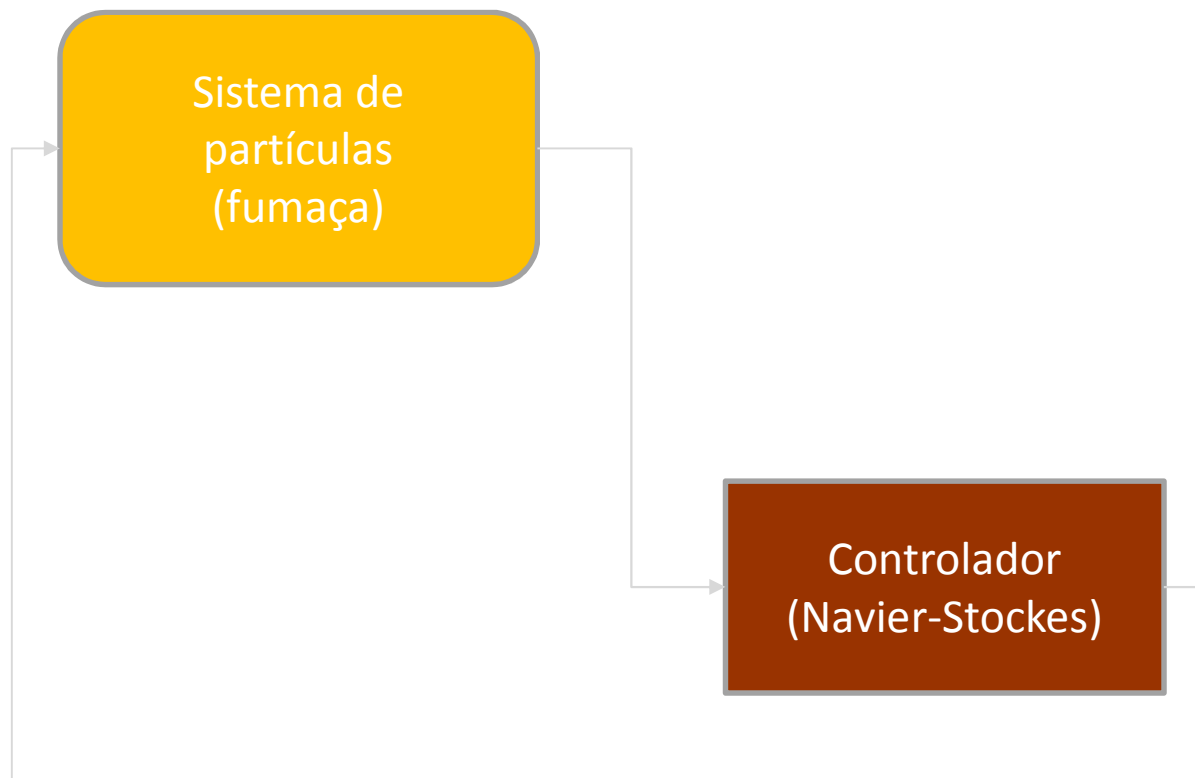 Sistema de
partículas
(fumaça)
Controlador
(Navier-Stockes)